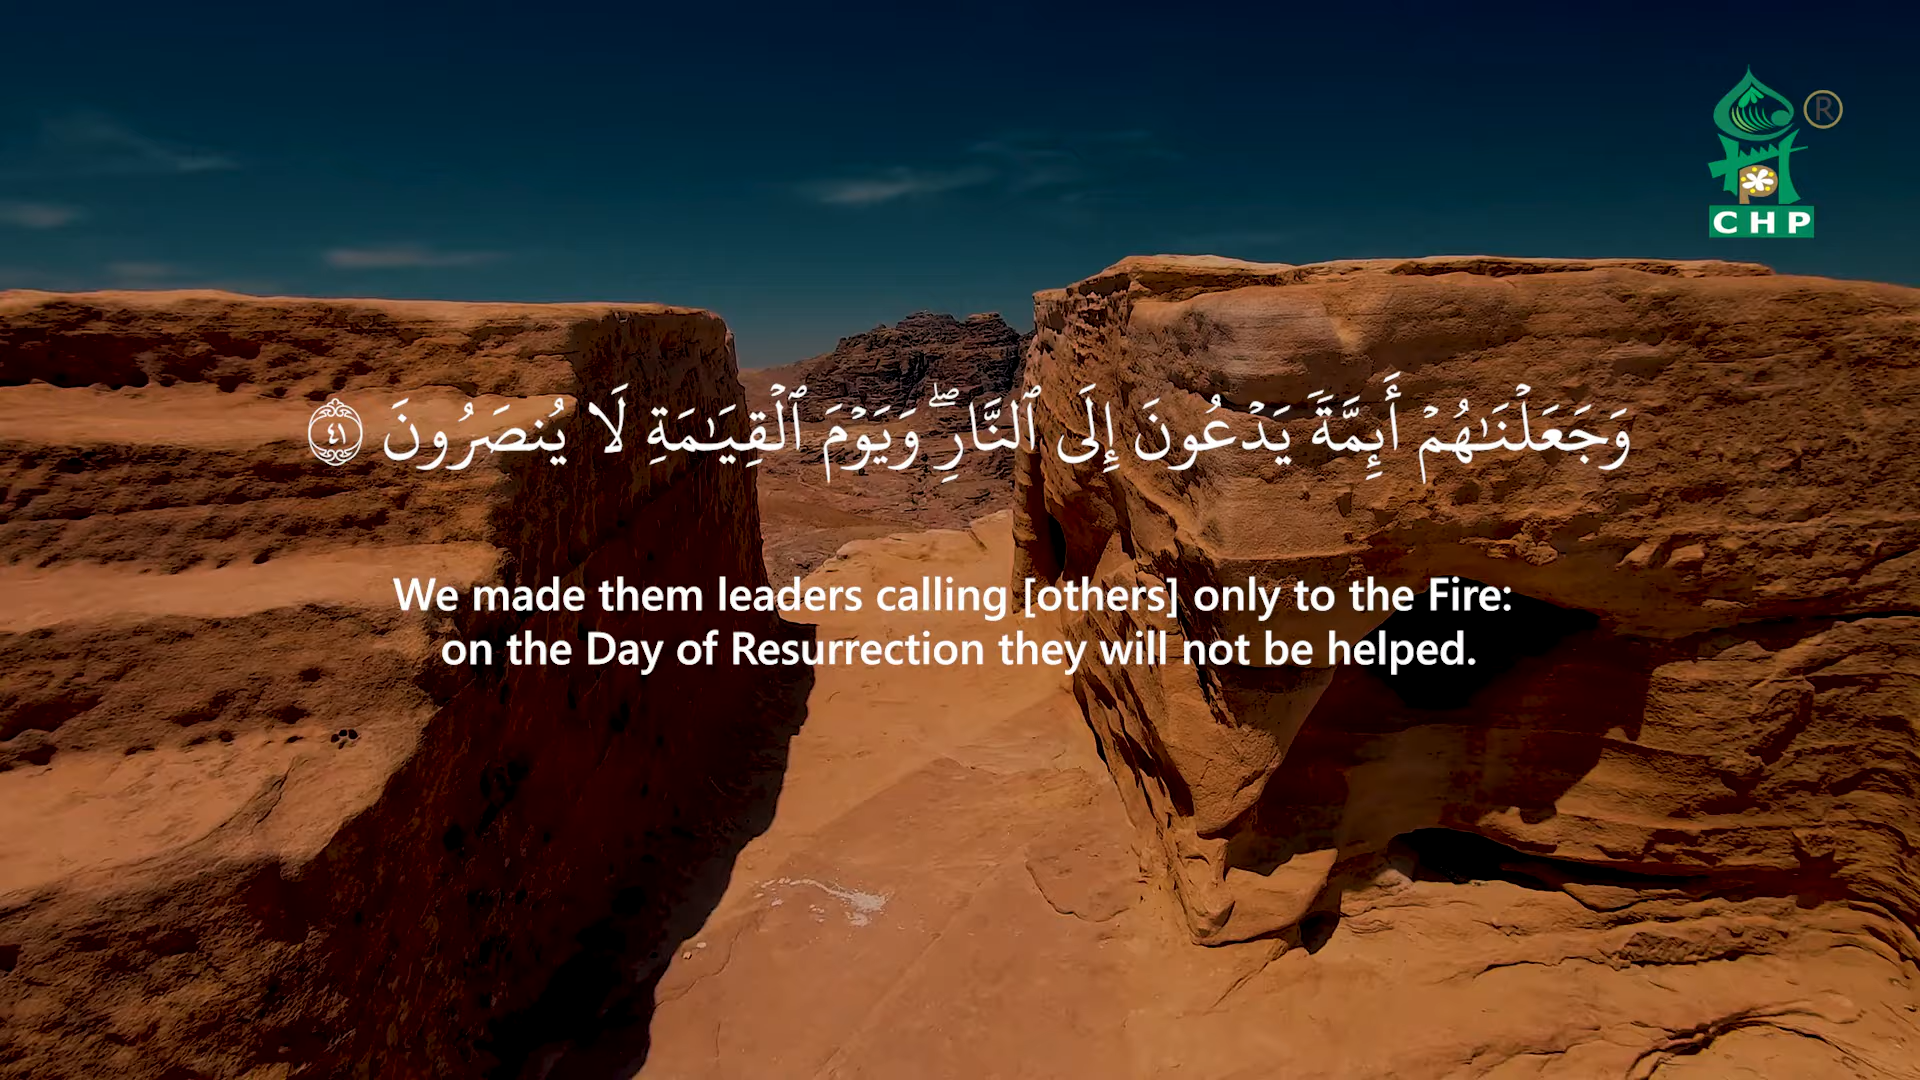 وَجَعَلْنَٰهُمْ أَئِمَّةً يَدْعُونَ إِلَى ٱلنَّارِ ۖ وَيَوْمَ ٱلْقِيَٰمَةِ لَا يُنصَرُونَ ٤١
We made them leaders calling [others] only to the Fire:
on the Day of Resurrection they will not be helped.
®
CHP